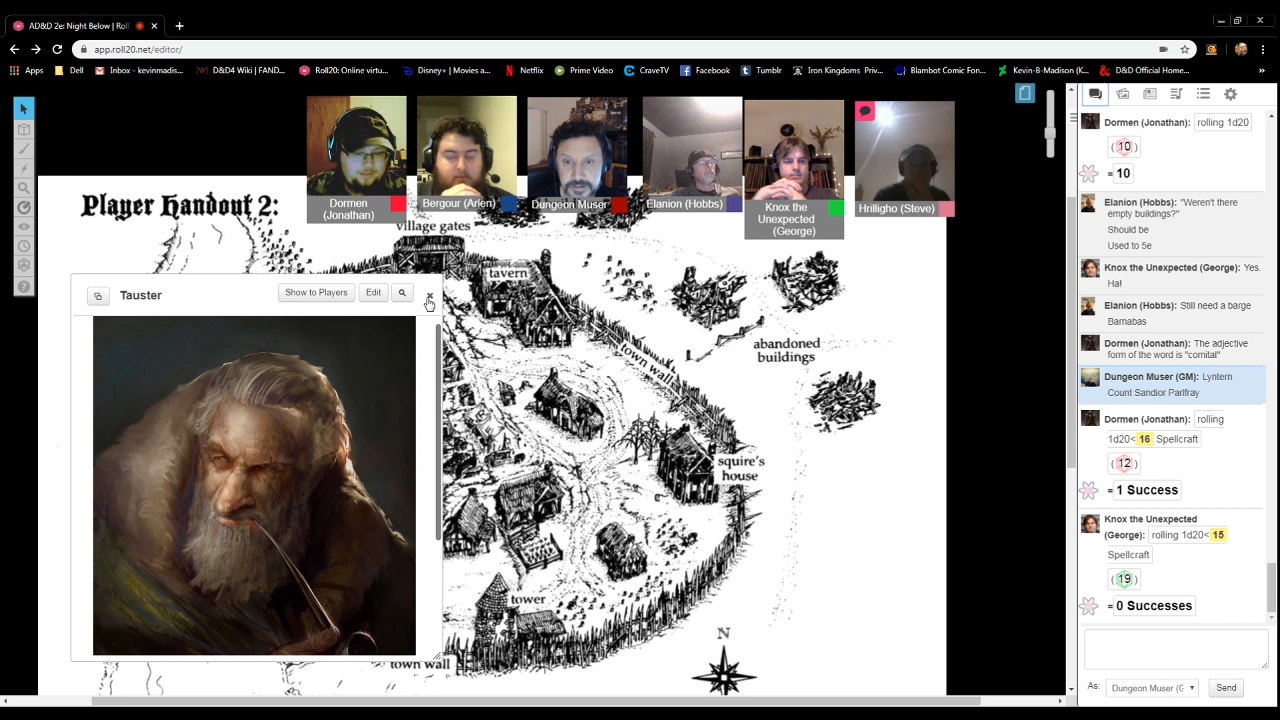 AD&D 2e: Night Below | Roll
app.roll20.net/editor/
Apps
Dell
Inbox - kevinmadis...
D&D4 Wiki | FAND...
Roll20: Online virtu...
Disney+ | Movies a...
Netflix
Prime Video
CraveTV
Facebook
Tumblr
Iron Kingdoms Priv...
Blambot Comic Fon...
Kevin-B-Madison (K...
D&D Official Home...
»
Player Handout 2:
Dormen
(Jonathan)
Bergour (Arlen)
Dungeon Muser
Elanion (Hobbs)
Knox the
Unexpected
(George)
Hrilligho (Steve)
village gates
tavern
town wall
abandoned
buildings
squire's
house
tower
town wall
N
Tauster
Show to Players
Edit
Dormen (Jonathan): rolling 1d20
(10)
= 10
Elanion (Hobbs): "Weren't there
empty buildings?"
Should be
Used to 5e
Knox the Unexpected (George): Yes.
Ha!
Elanion (Hobbs): Still need a barge
Barnabas
Dormen (Jonathan): The adjective
form of the word is "comital"
Dungeon Muser (GM): Lyntern
Count Sandior Parlfray
Dormen (Jonathan): rolling
1d20< 16 Spellcraft
(12)
= 1 Success
Knox the Unexpected
(George): rolling 1d20< 15
Spellcraft
(19)
= 0 Successes
As: Dungeon Muser (G
Send